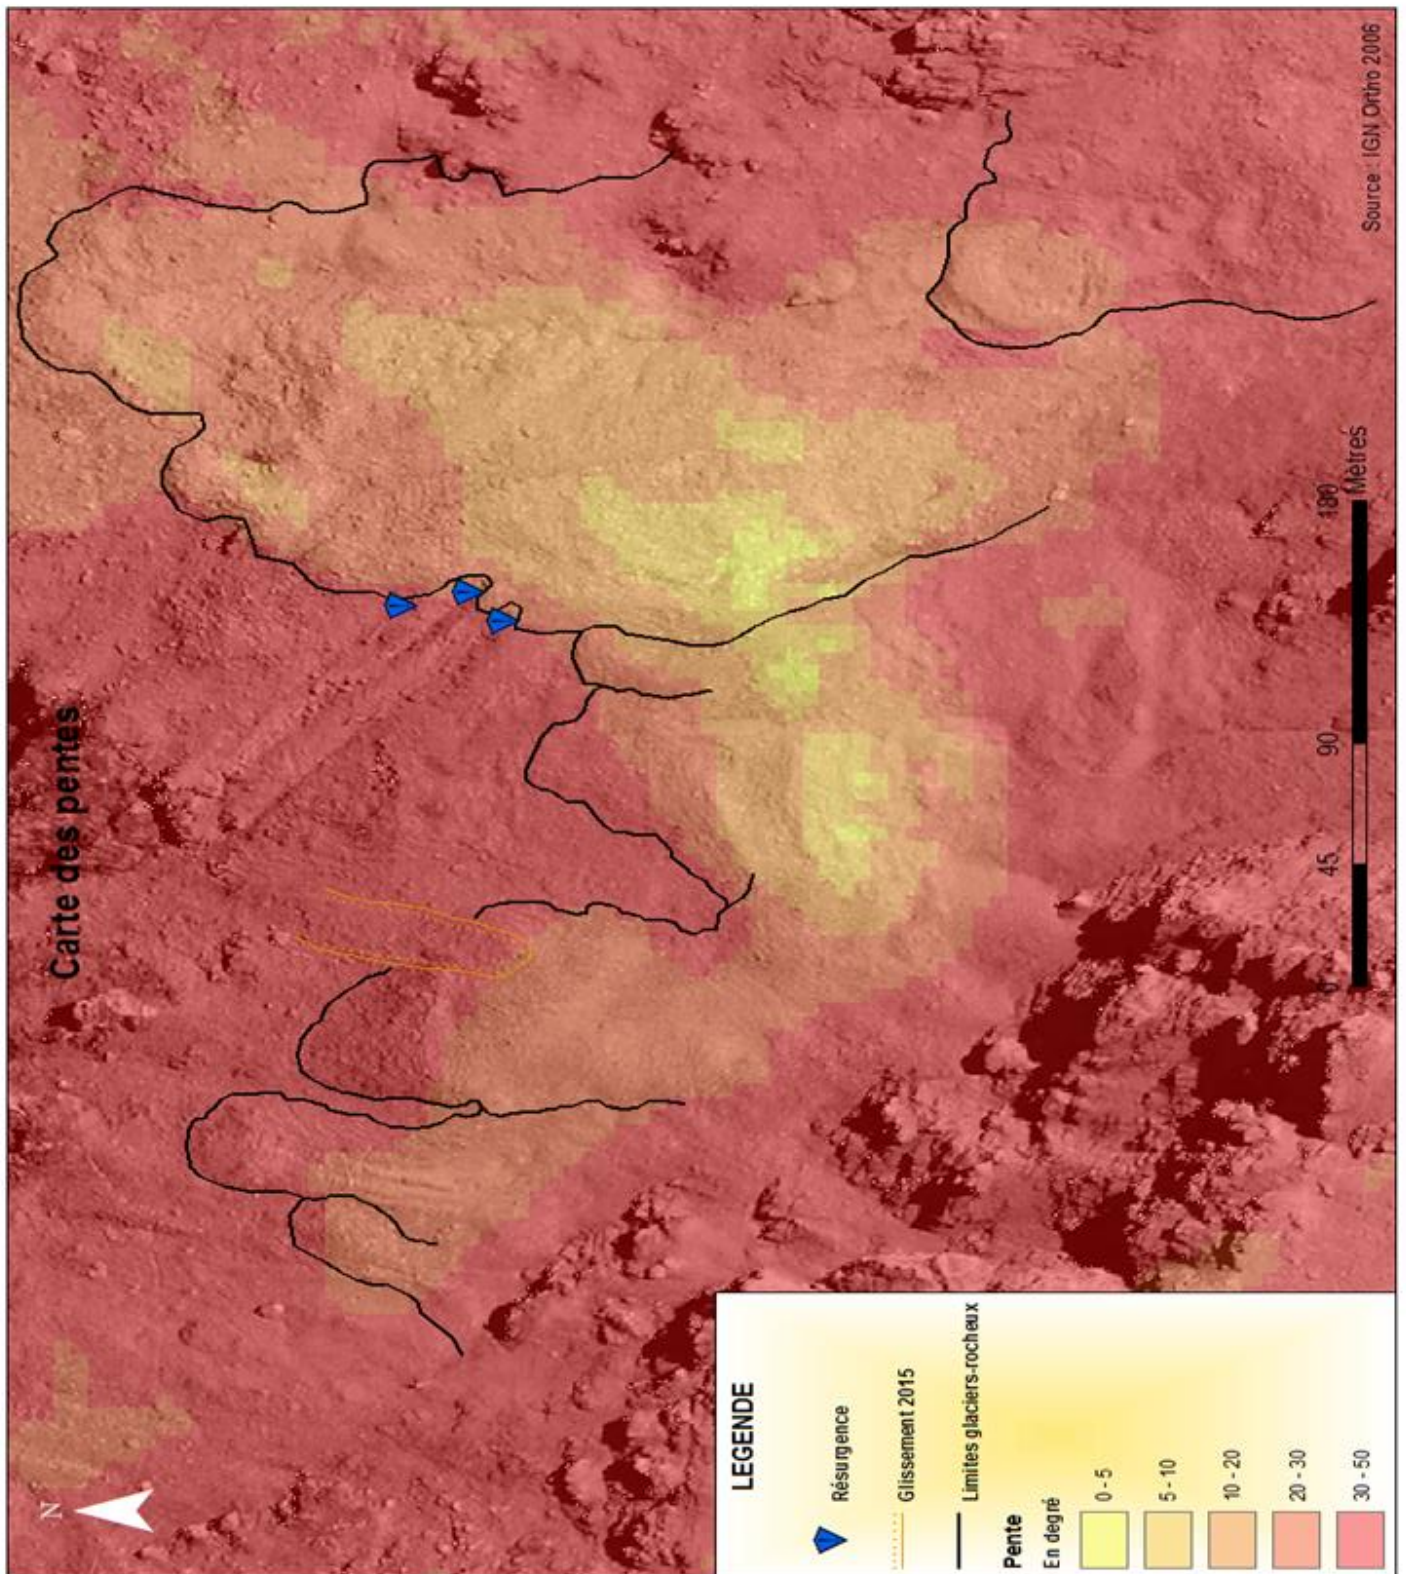 Carte des pentes
N
LEGENDE
Résurgence
Glissement 2015
Limites glaciers-rocheux
Pente
En degré
0 - 5
5 - 10
10 - 20
20 - 30
30 - 50
0 45 90 180
Mètres
Source : IGN Ortho 2006